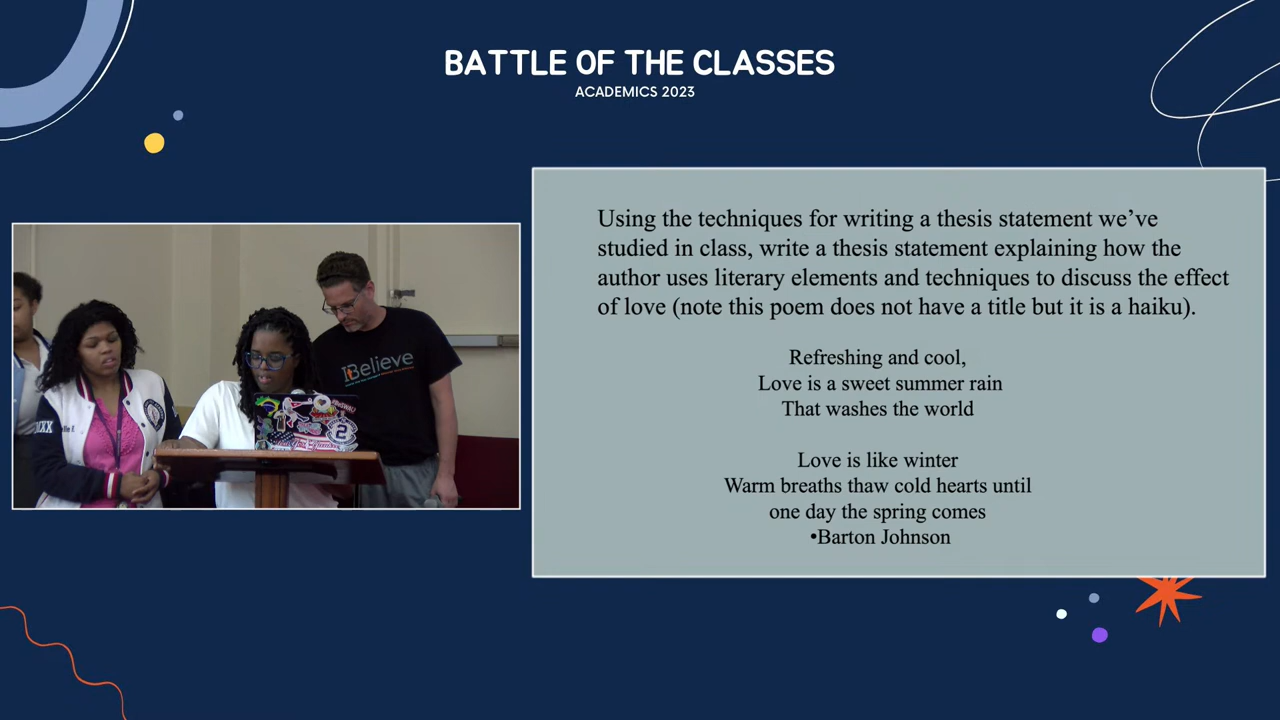 BATTLE OF THE CLASSES
ACADEMICS 2023
Using the techniques for writing a thesis statement we’ve
studied in class, write a thesis statement explaining how the
author uses literary elements and techniques to discuss the effect
of love (note this poem does not have a title but it is a haiku).
Refreshing and cool,
Love is a sweet summer rain
That washes the world
Love is like winter
Warm breaths thaw cold hearts until
one day the spring comes
•Barton Johnson
IBelieve
2